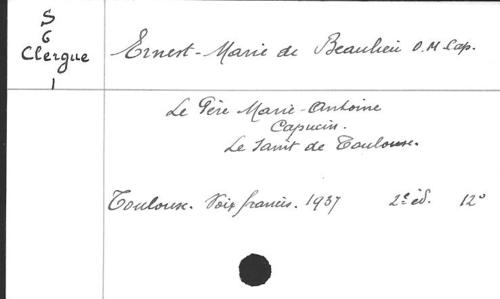 S
6
Clergue
1
Ernest-Marie de Beaulieu O.M Cap.
Le Père Marie-Antoine
Capucin.
Le Saint de Toulouse.
Toulouse. Voix francis. 1937 2e éd. 12°